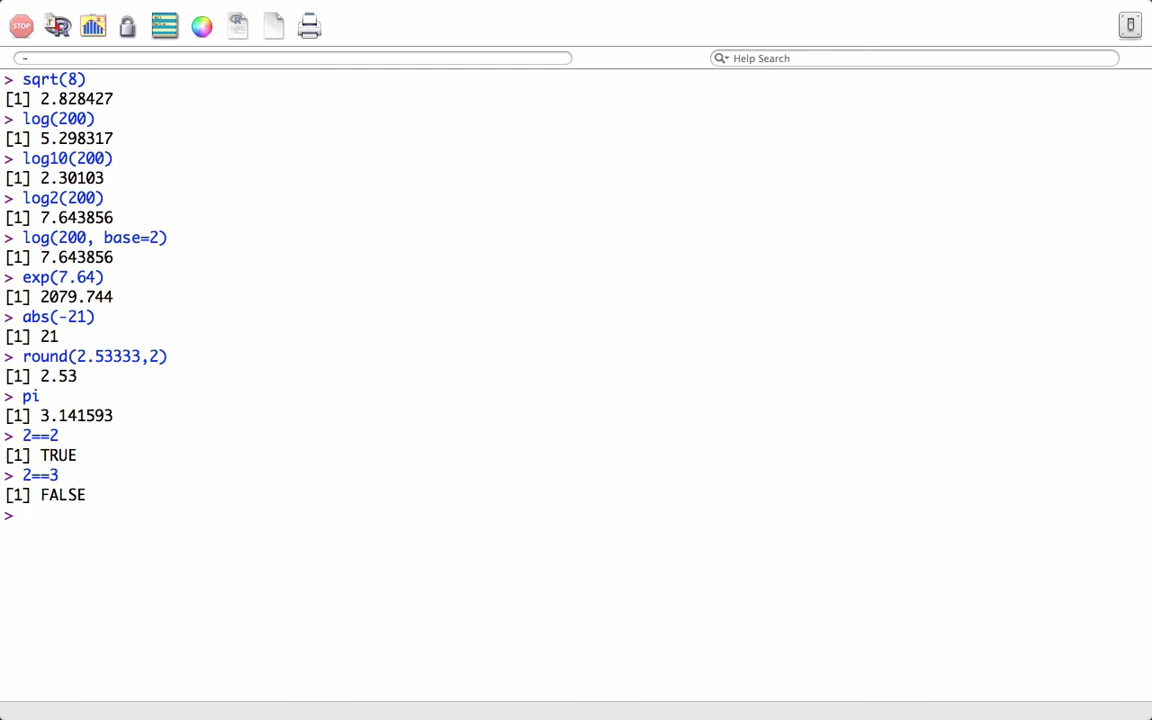 STOP
R
~
Help Search
> sqrt(8)
[1] 2.828427
> log(200)
[1] 5.298317
> log10(200)
[1] 2.30103
> log2(200)
[1] 7.643856
> log(200, base=2)
[1] 7.643856
> exp(7.64)
[1] 2079.744
> abs(-21)
[1] 21
> round(2.53333,2)
[1] 2.53
> pi
[1] 3.141593
> 2==2
[1] TRUE
> 2==3
[1] FALSE
>